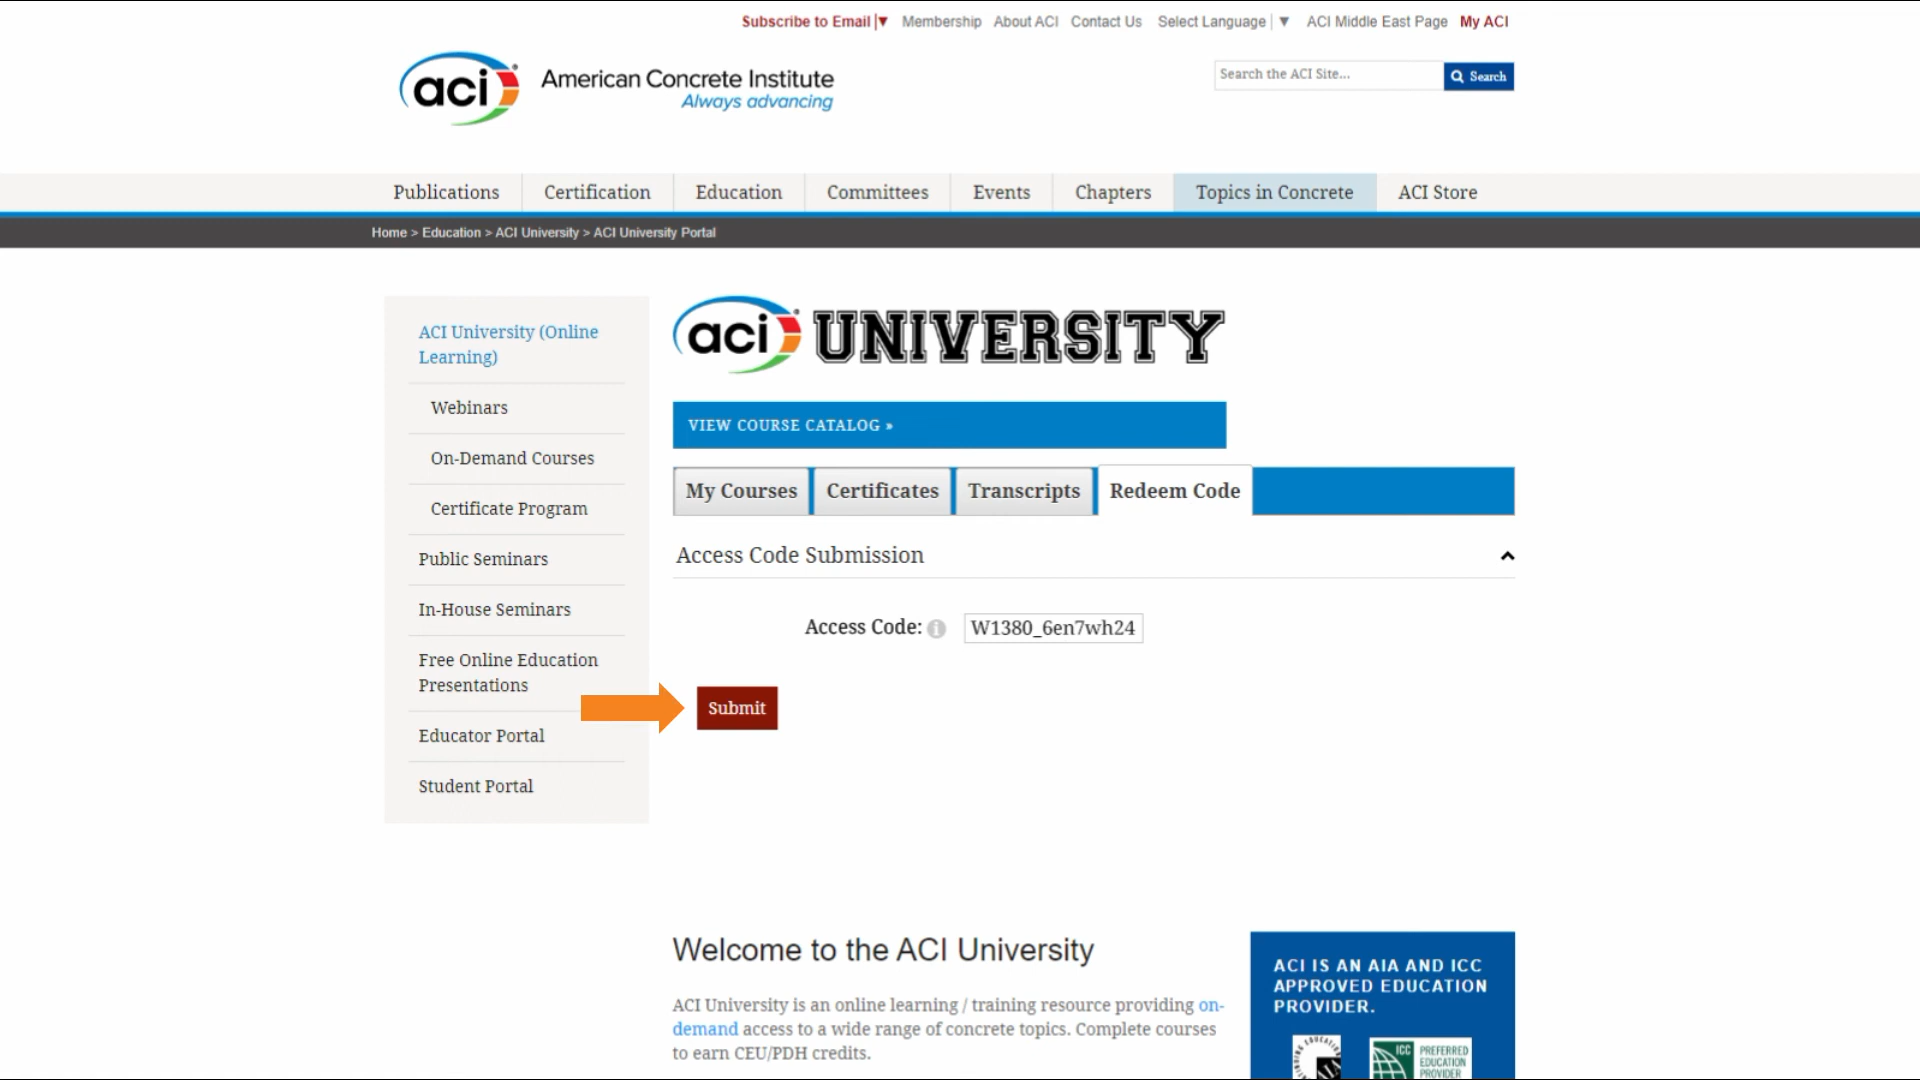 Subscribe to Email ▼ Membership About ACI Contact Us Select Language ▼ ACI Middle East Page My ACI
aci American Concrete Institute
Always advancing
Search the ACI Site... Search
Publications Certification Education Committees Events Chapters Topics in Concrete ACI Store
Home > Education > ACI University > ACI University Portal
ACI University (Online
Learning)
Webinars
On-Demand Courses
Certificate Program
Public Seminars
In-House Seminars
Free Online Education
Presentations
Educator Portal
Student Portal
aci UNIVERSITY
VIEW COURSE CATALOG »
My Courses Certificates Transcripts Redeem Code
Access Code Submission
Access Code: W1380_6en7wh24
Submit
Welcome to the ACI University
ACI University is an online learning / training resource providing on-
demand access to a wide range of concrete topics. Complete courses
to earn CEU/PDH credits.
ACI IS AN AIA AND ICC
APPROVED EDUCATION
PROVIDER.
ICC PREFERRED
EDUCATION
PROVIDER